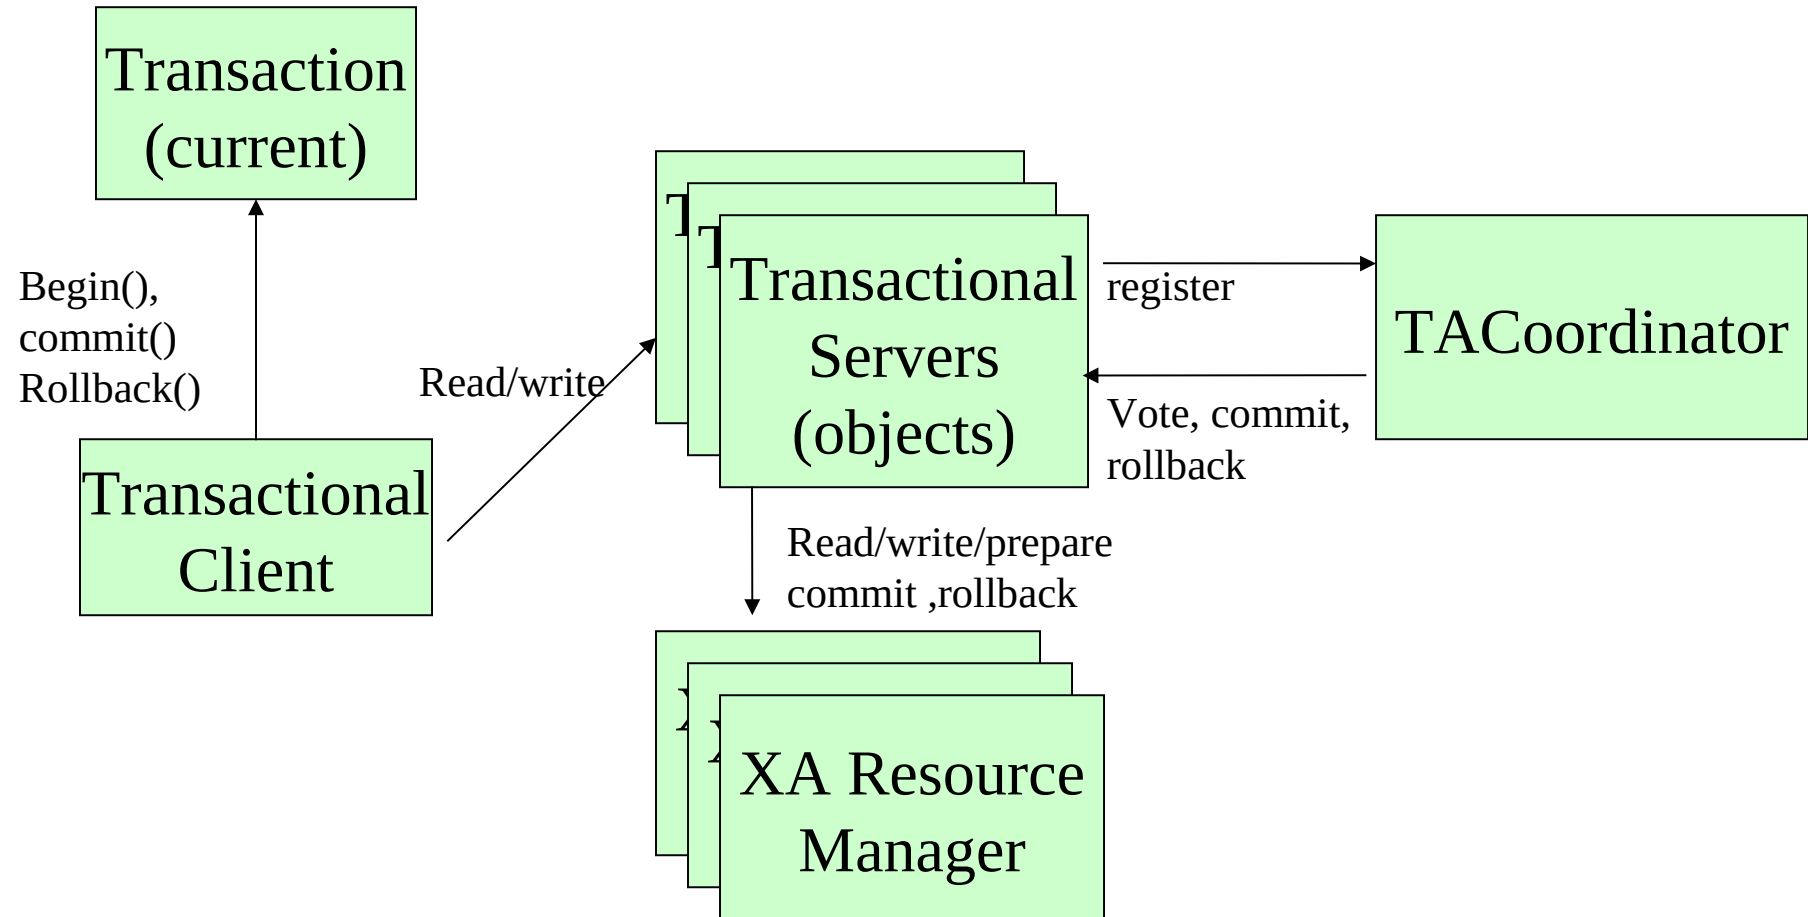 Transaction
(current)
Begin(),
commit()
Rollback()
Transactional
Client
Read/write
T
T
Transactional
Servers
(objects)
register
Vote, commit,
rollback
TACoordinator
Read/write/prepare
commit ,rollback
X
X
XA Resource
Manager